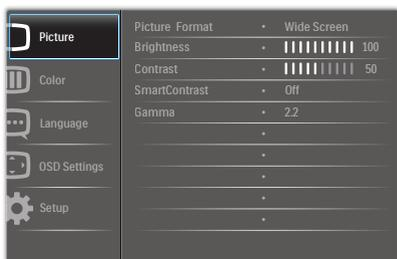 Picture
Color
Language
OSD Settings
Setup
Picture Format • Wide Screen
Brightness • 100
Contrast • 50
SmartContrast • Off
Gamma • 2.2
•
•
•
•
•